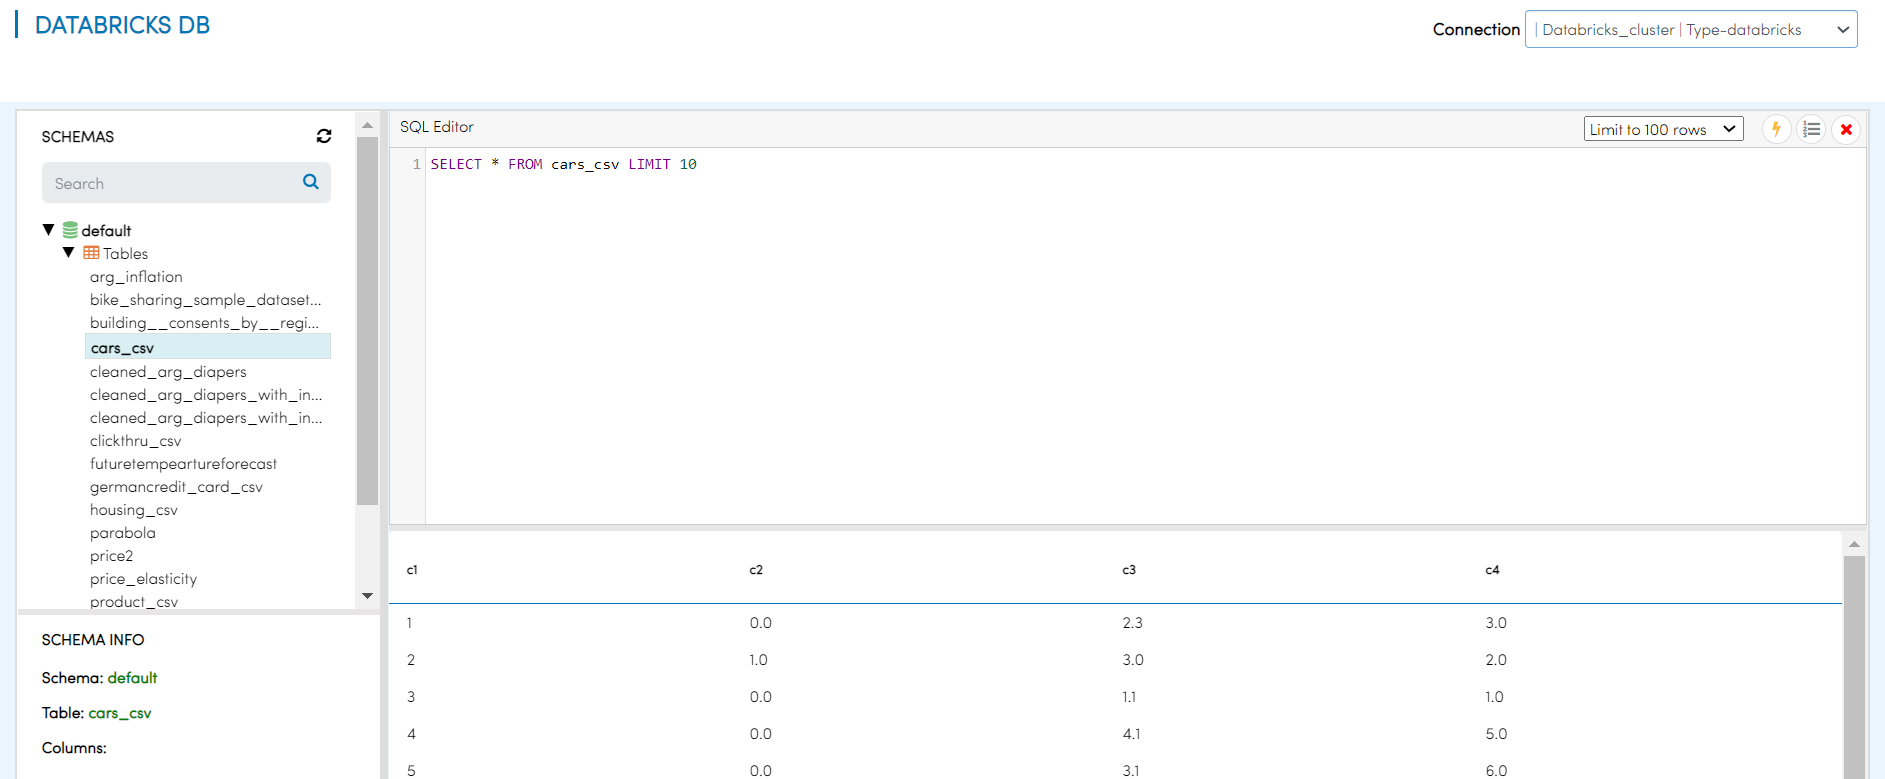 DATABRICKS DB
Connection | Databricks_cluster | Type-databricks
SCHEMAS
Search
default
Tables
arg_inflation
bike_sharing_sample_dataset...
building__consents_by__regi...
cars_csv
cleaned_arg_diapers
cleaned_arg_diapers_with_in...
cleaned_arg_diapers_with_in...
clickthru_csv
futuretempeartureforecast
germancredit_card_csv
housing_csv
parabola
price2
price_elasticity
product_csv
SCHEMA INFO
Schema: default
Table: cars_csv
Columns:
SQL Editor
Limit to 100 rows
1 SELECT * FROM cars_csv LIMIT 10
c1 c2 c3 c4
1 0.0 2.3 3.0
2 1.0 3.0 2.0
3 0.0 1.1 1.0
4 0.0 4.1 5.0
5 0.0 3.1 6.0